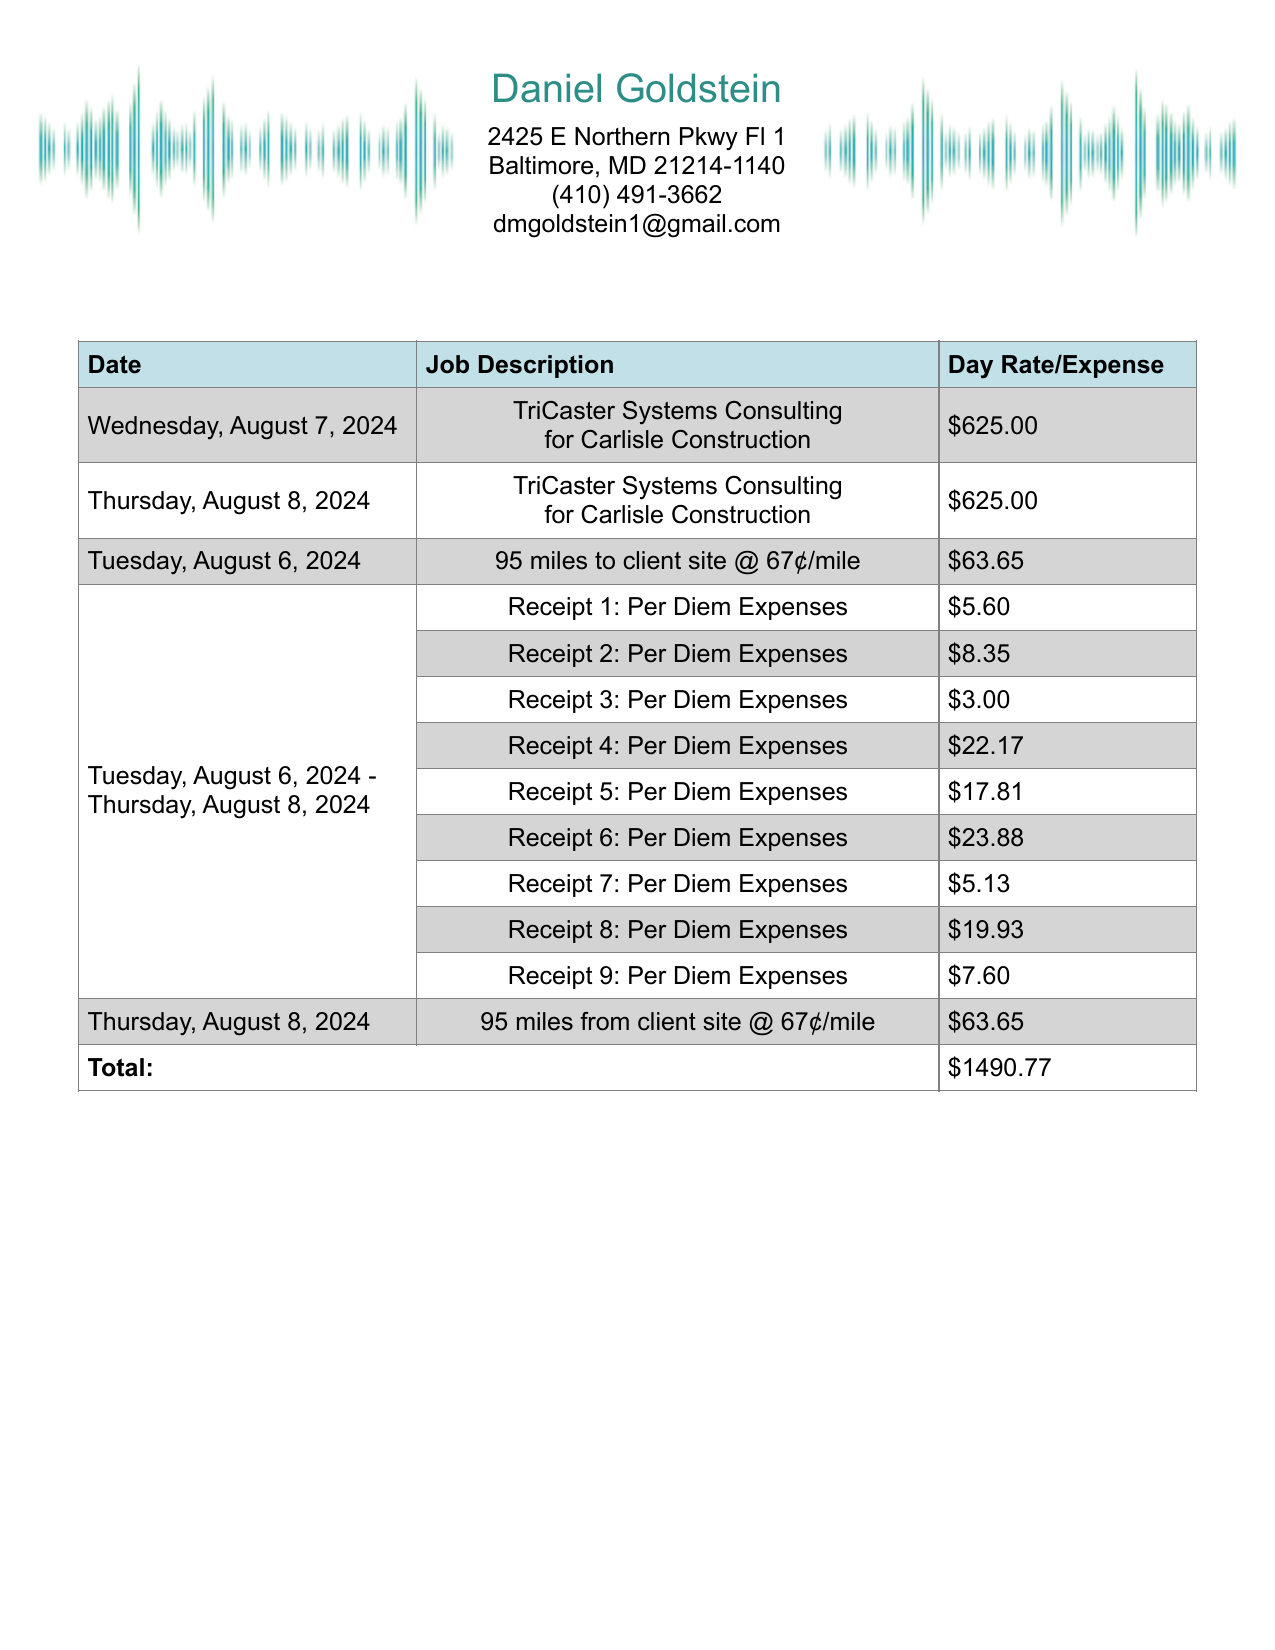 Daniel Goldstein
2425 E Northern Pkwy Fl 1
Baltimore, MD 21214-1140
(410) 491-3662
dmgoldstein1@gmail.com
Date Job Description Day Rate/Expense
Wednesday, August 7, 2024 TriCaster Systems Consulting
for Carlisle Construction $625.00
Thursday, August 8, 2024 TriCaster Systems Consulting
for Carlisle Construction $625.00
Tuesday, August 6, 2024 95 miles to client site @ 67¢/mile $63.65
Tuesday, August 6, 2024 -
Thursday, August 8, 2024
Receipt 1: Per Diem Expenses $5.60
Receipt 2: Per Diem Expenses $8.35
Receipt 3: Per Diem Expenses $3.00
Receipt 4: Per Diem Expenses $22.17
Receipt 5: Per Diem Expenses $17.81
Receipt 6: Per Diem Expenses $23.88
Receipt 7: Per Diem Expenses $5.13
Receipt 8: Per Diem Expenses $19.93
Receipt 9: Per Diem Expenses $7.60
Thursday, August 8, 2024 95 miles from client site @ 67¢/mile $63.65
Total: $1490.77